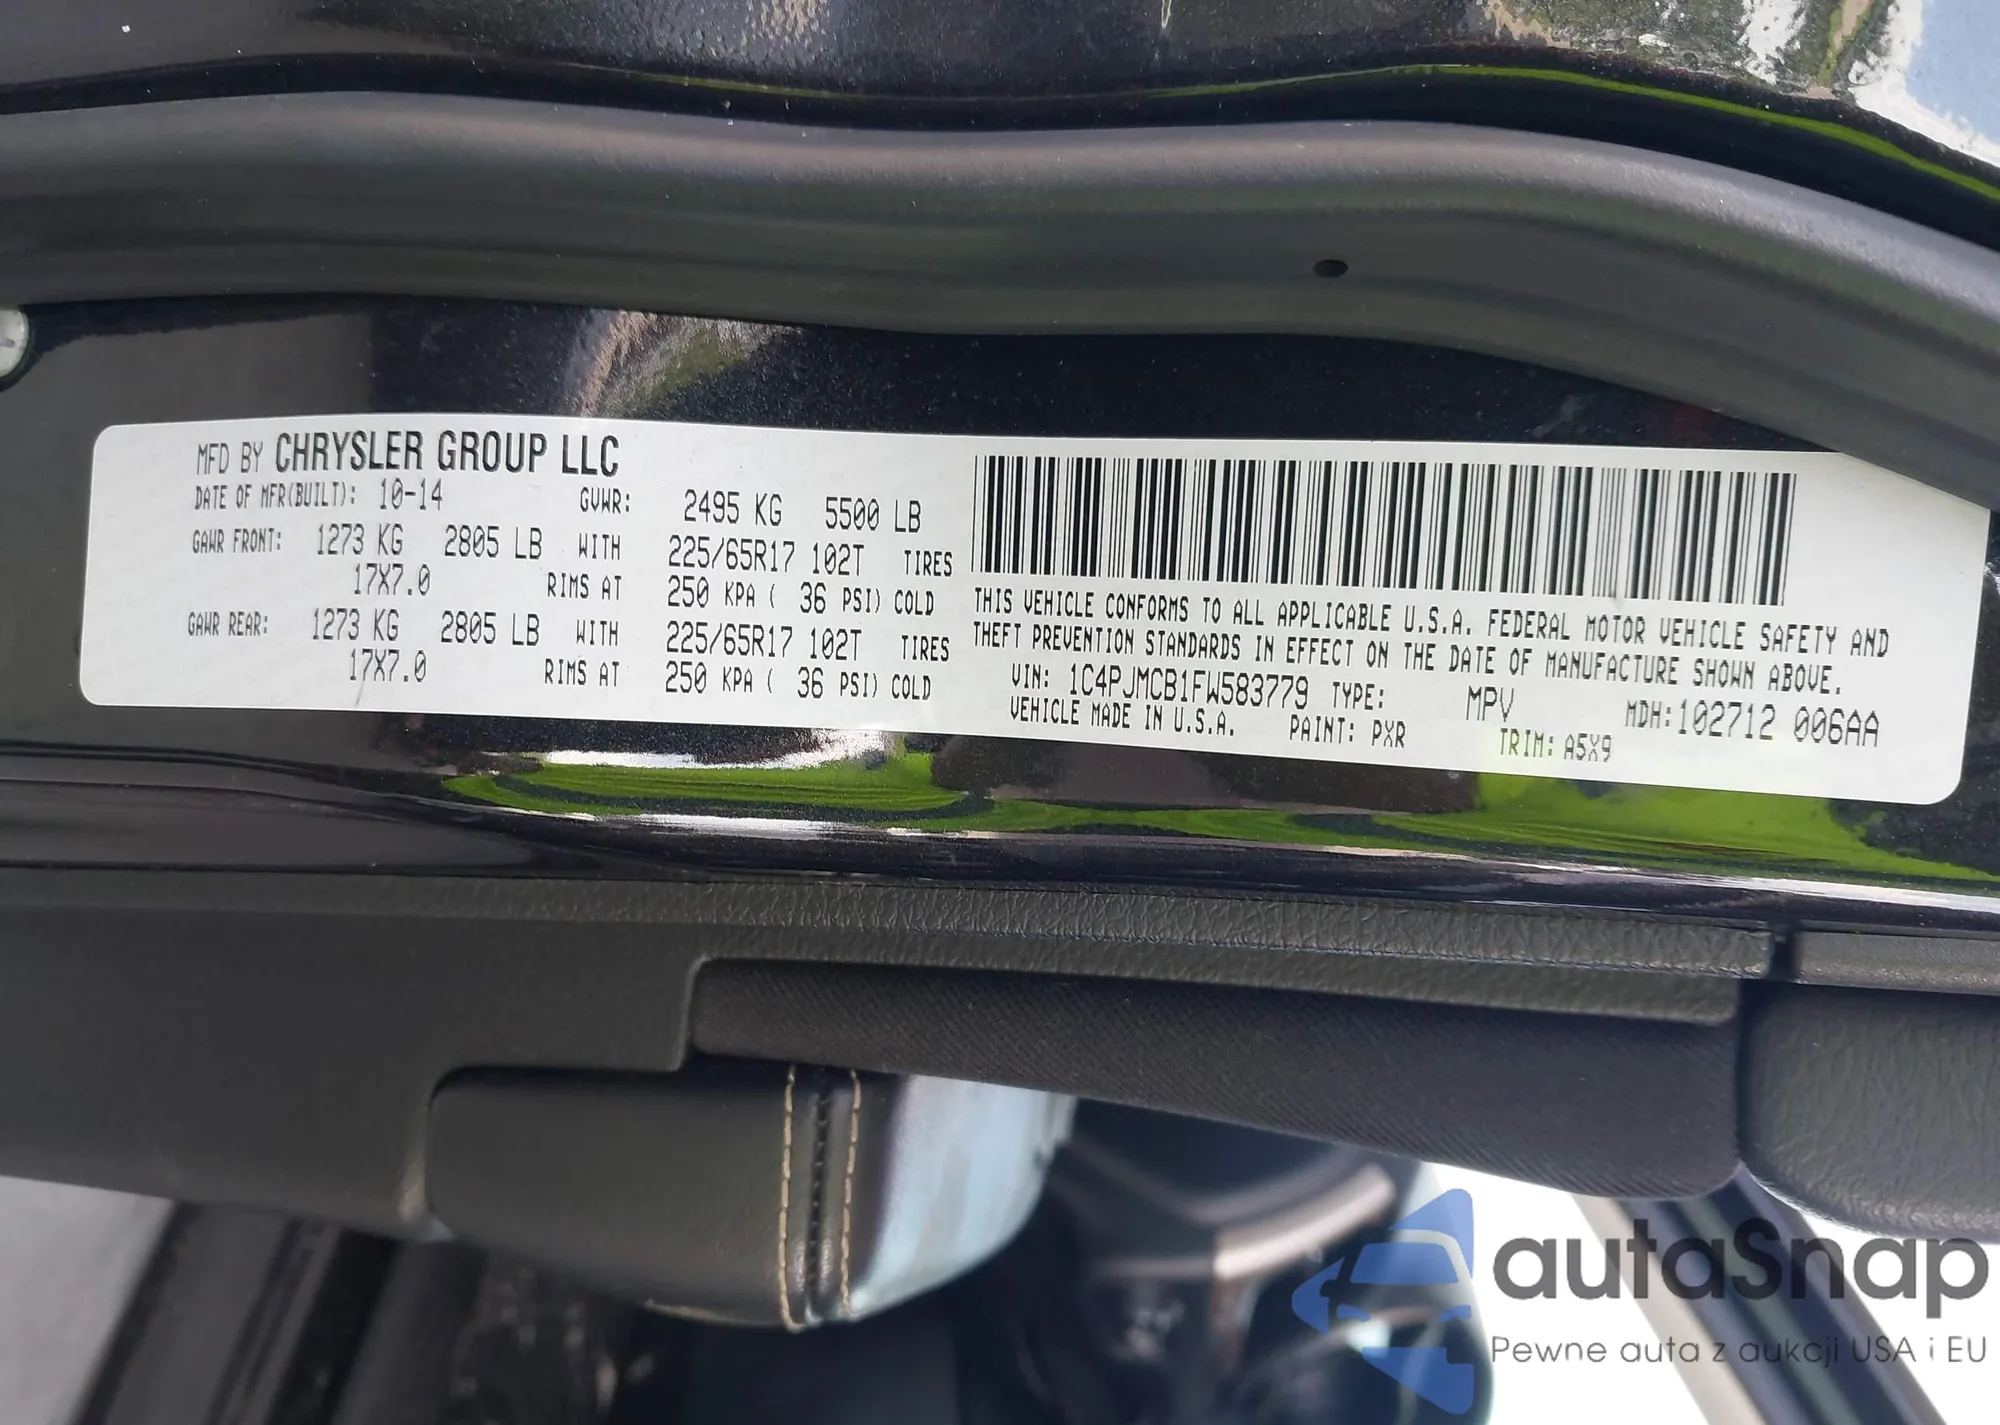 MFD BY CHRYSLER GROUP LLC
DATE OF MFR(BUILT): 10-14 GVWR: 2495 KG 5500 LB
GAWR FRONT: 1273 KG 2805 LB WITH 225/65R17 102T TIRES
17X7.0 RIMS AT 250 KPA ( 36 PSI) COLD
GAWR REAR: 1273 KG 2805 LB WITH 225/65R17 102T TIRES
17X7.0 RIMS AT 250 KPA ( 36 PSI) COLD
THIS VEHICLE CONFORMS TO ALL APPLICABLE U.S.A. FEDERAL MOTOR VEHICLE SAFETY AND
THEFT PREVENTION STANDARDS IN EFFECT ON THE DATE OF MANUFACTURE SHOWN ABOVE.
VIN: 1C4PJMCB1FW583779 TYPE: MPV MDH: 102712 006AA
VEHICLE MADE IN U.S.A. PAINT: PXR TRIM: A5X9
autaSnap
Pewne auta z aukcji USA i EU